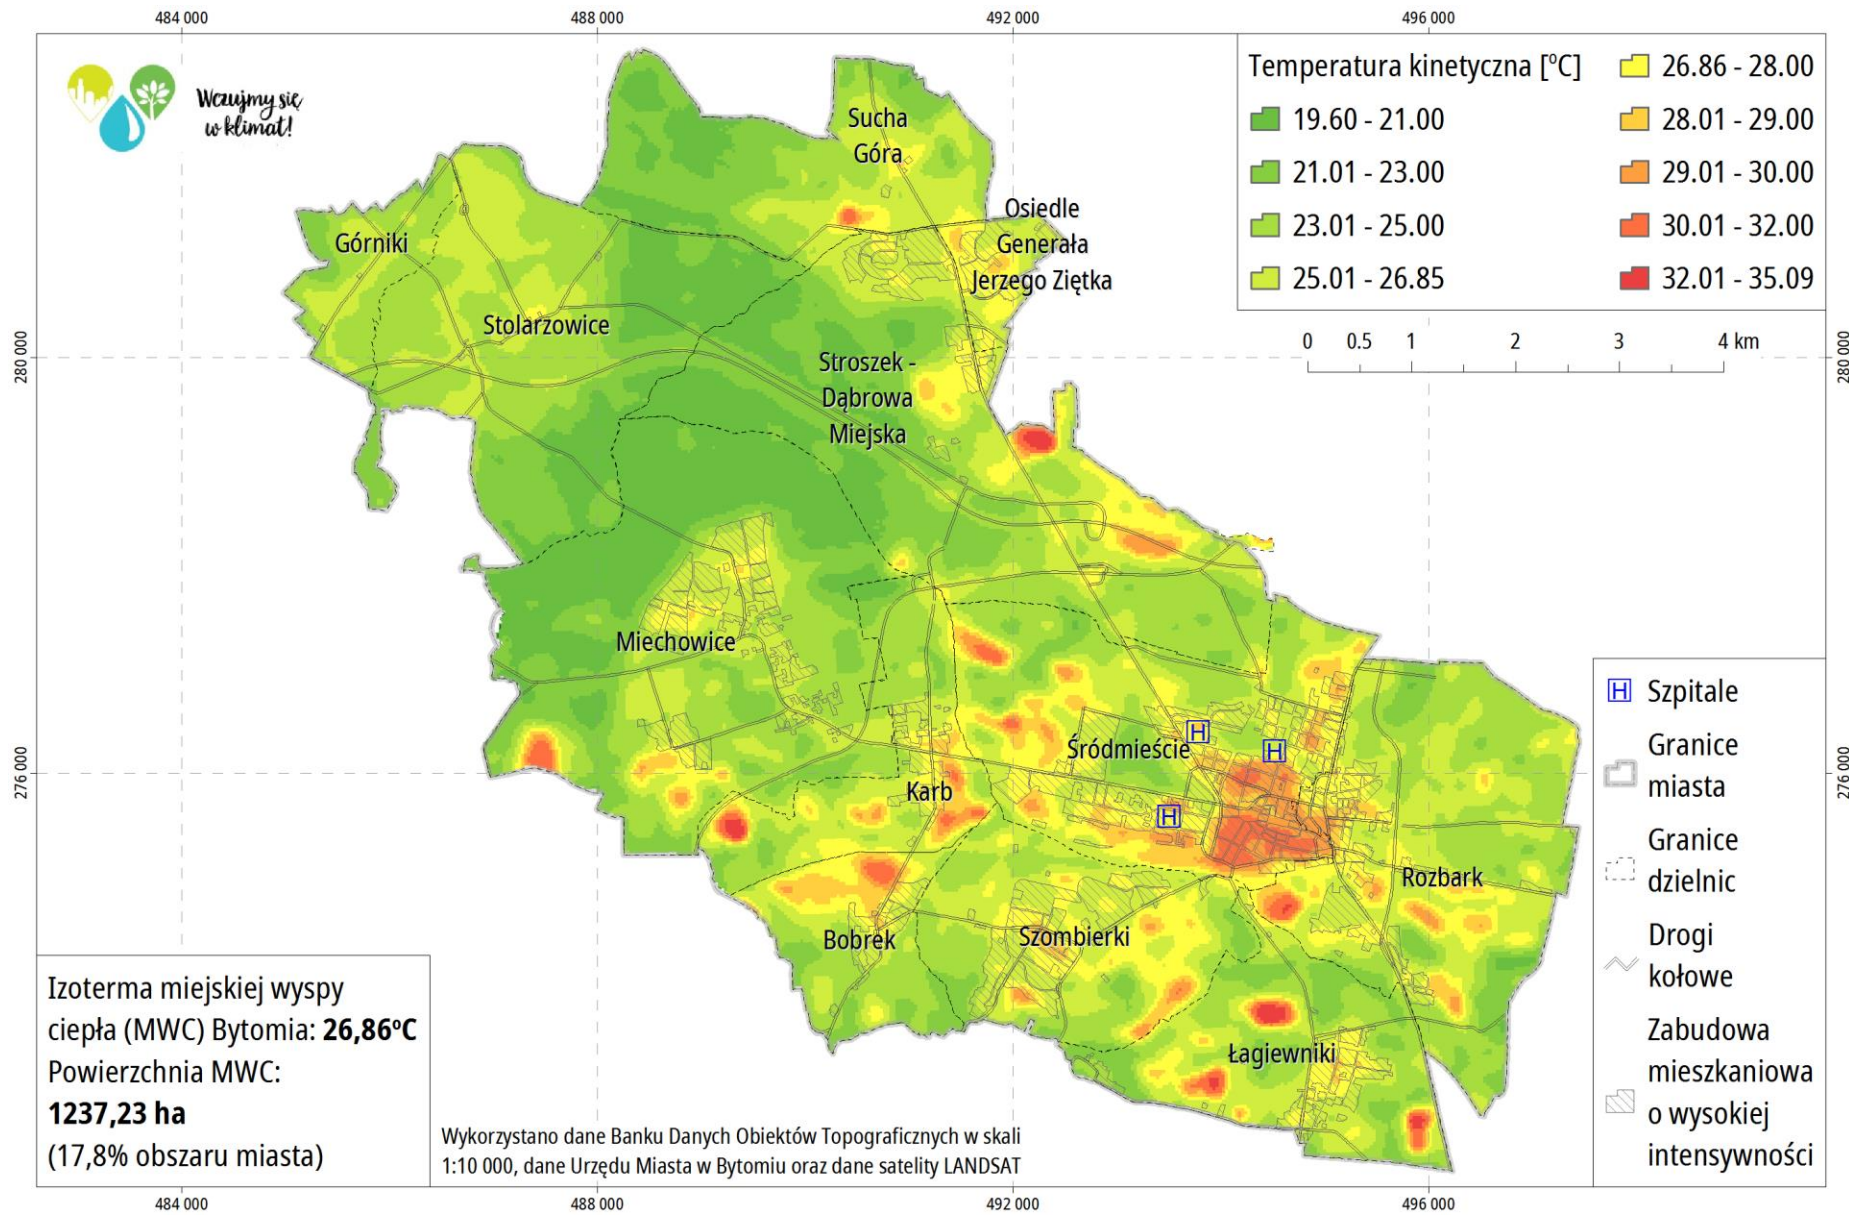 484 000
488 000
492 000
496 000
Wczujmy się
w klimat!
Temperatura kinetyczna [°C]
19.60 - 21.00
21.01 - 23.00
23.01 - 25.00
25.01 - 26.85
26.86 - 28.00
28.01 - 29.00
29.01 - 30.00
30.01 - 32.00
32.01 - 35.09
0 0.5 1 2 3 4 km
280 000
280 000
Sucha
Góra
Osiedle
Generała
Jerzego Ziętka
Górniki
Stolarzowice
Stroszek -
Dąbrowa
Miejska
Miechowice
H
Śródmieście
H
276 000
276 000
Karb
H
Rozbark
Bobrek
Szombierki
Łagiewniki
H Szpitale
Granice
miasta
Granice
dzielnic
Drogi
kołowe
Zabudowa
mieszkaniowa
o wysokiej
intensywności
Izoterma miejskiej wyspy
ciepła (MWC) Bytomia: 26,86°C
Powierzchnia MWC:
1237,23 ha
(17,8% obszaru miasta)
Wykorzystano dane Banku Danych Obiektów Topograficznych w skali
1:10 000, dane Urzędu Miasta w Bytomiu oraz dane satelity LANDSAT
484 000
488 000
492 000
496 000